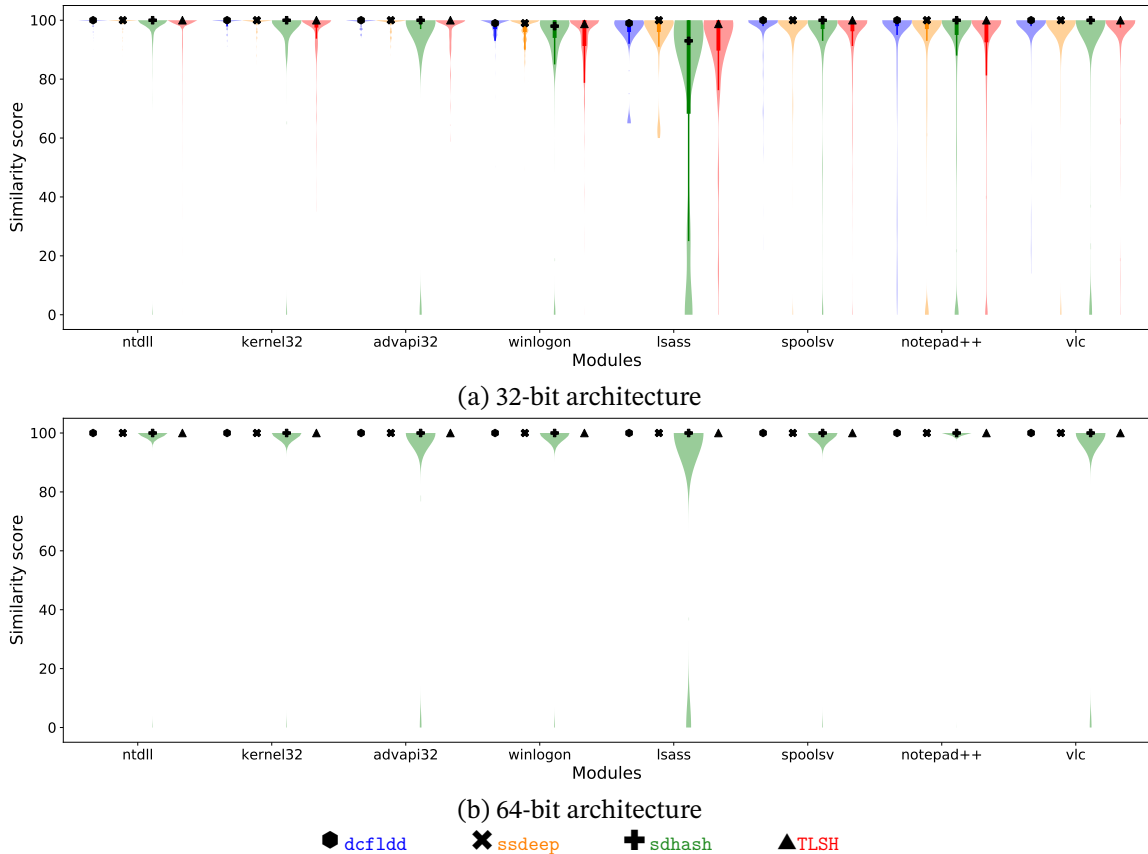 100
80
60
40
20
0
Similarity score
ntdll kernel32 advapi32 winlogon lsass spoolsv notepad++ vlc
Modules
(a) 32-bit architecture
100
80
60
40
20
0
Similarity score
ntdll kernel32 advapi32 winlogon lsass spoolsv notepad++ vlc
Modules
(b) 64-bit architecture
dcfldd ssdeep sdhash TLSH